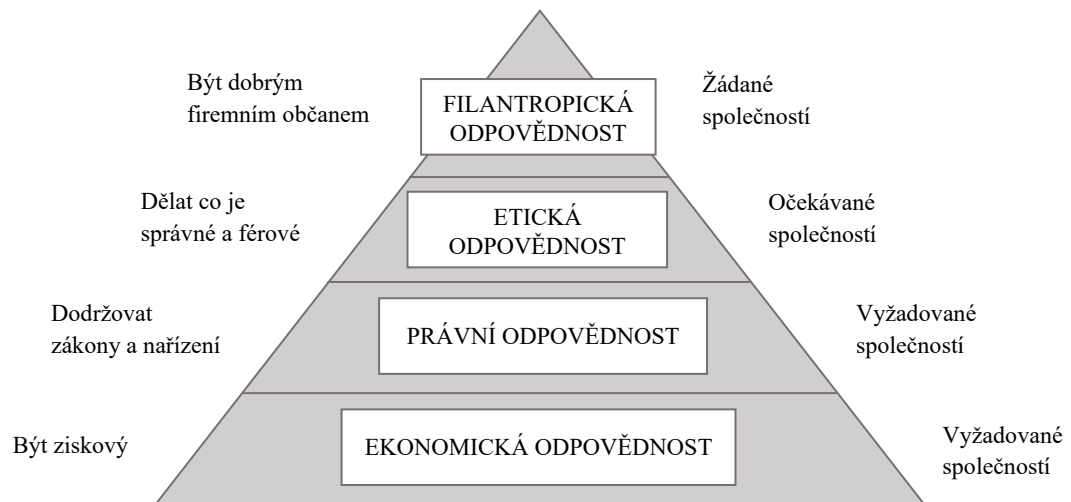 Být dobrým
firemním občanem
FILANTROPICKÁ
ODPOVĚDNOST
Žádané
společností
Dělat co je
správné a férové
ETICKÁ
ODPOVĚDNOST
Očekávané
společností
Dodržovat
zákony a nařízení
PRÁVNÍ ODPOVĚDNOST
Vyžadované
společností
Být ziskový
EKONOMICKÁ ODPOVĚDNOST
Vyžadované
společností